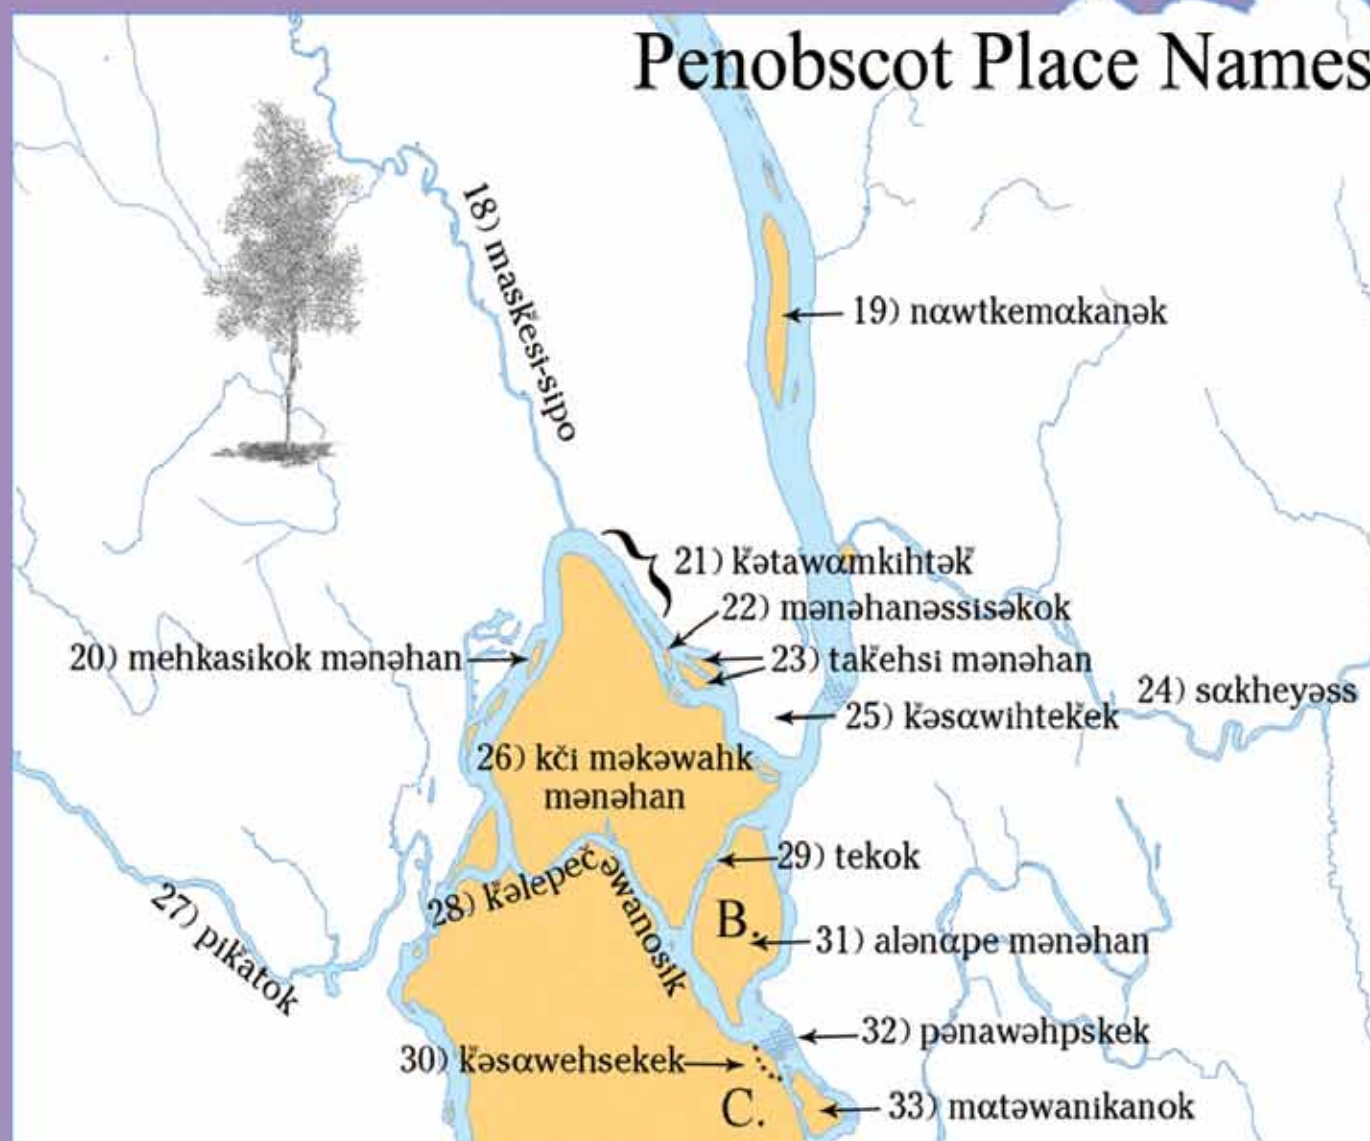 Penobscot Place Names
18) mask̆esi-sipo
19) nαwtkemαkanək
20) mehkasikok mənəhan
21) k̆ətawαmkihtək̆
22) mənəhanəssisəkok
23) tak̆ehsi mənəhan
24) sαkheyəss
25) k̆əsαwihtek̆ek
26) kči məkəwahk
mənəhan
27) pik̆atok
28) k̆əlepečəwanosik
29) tekok
B.
31) alənαpe mənəhan
32) pənawəhpskek
30) k̆əsαwehsekek
C.
33) mαtəwanikanok